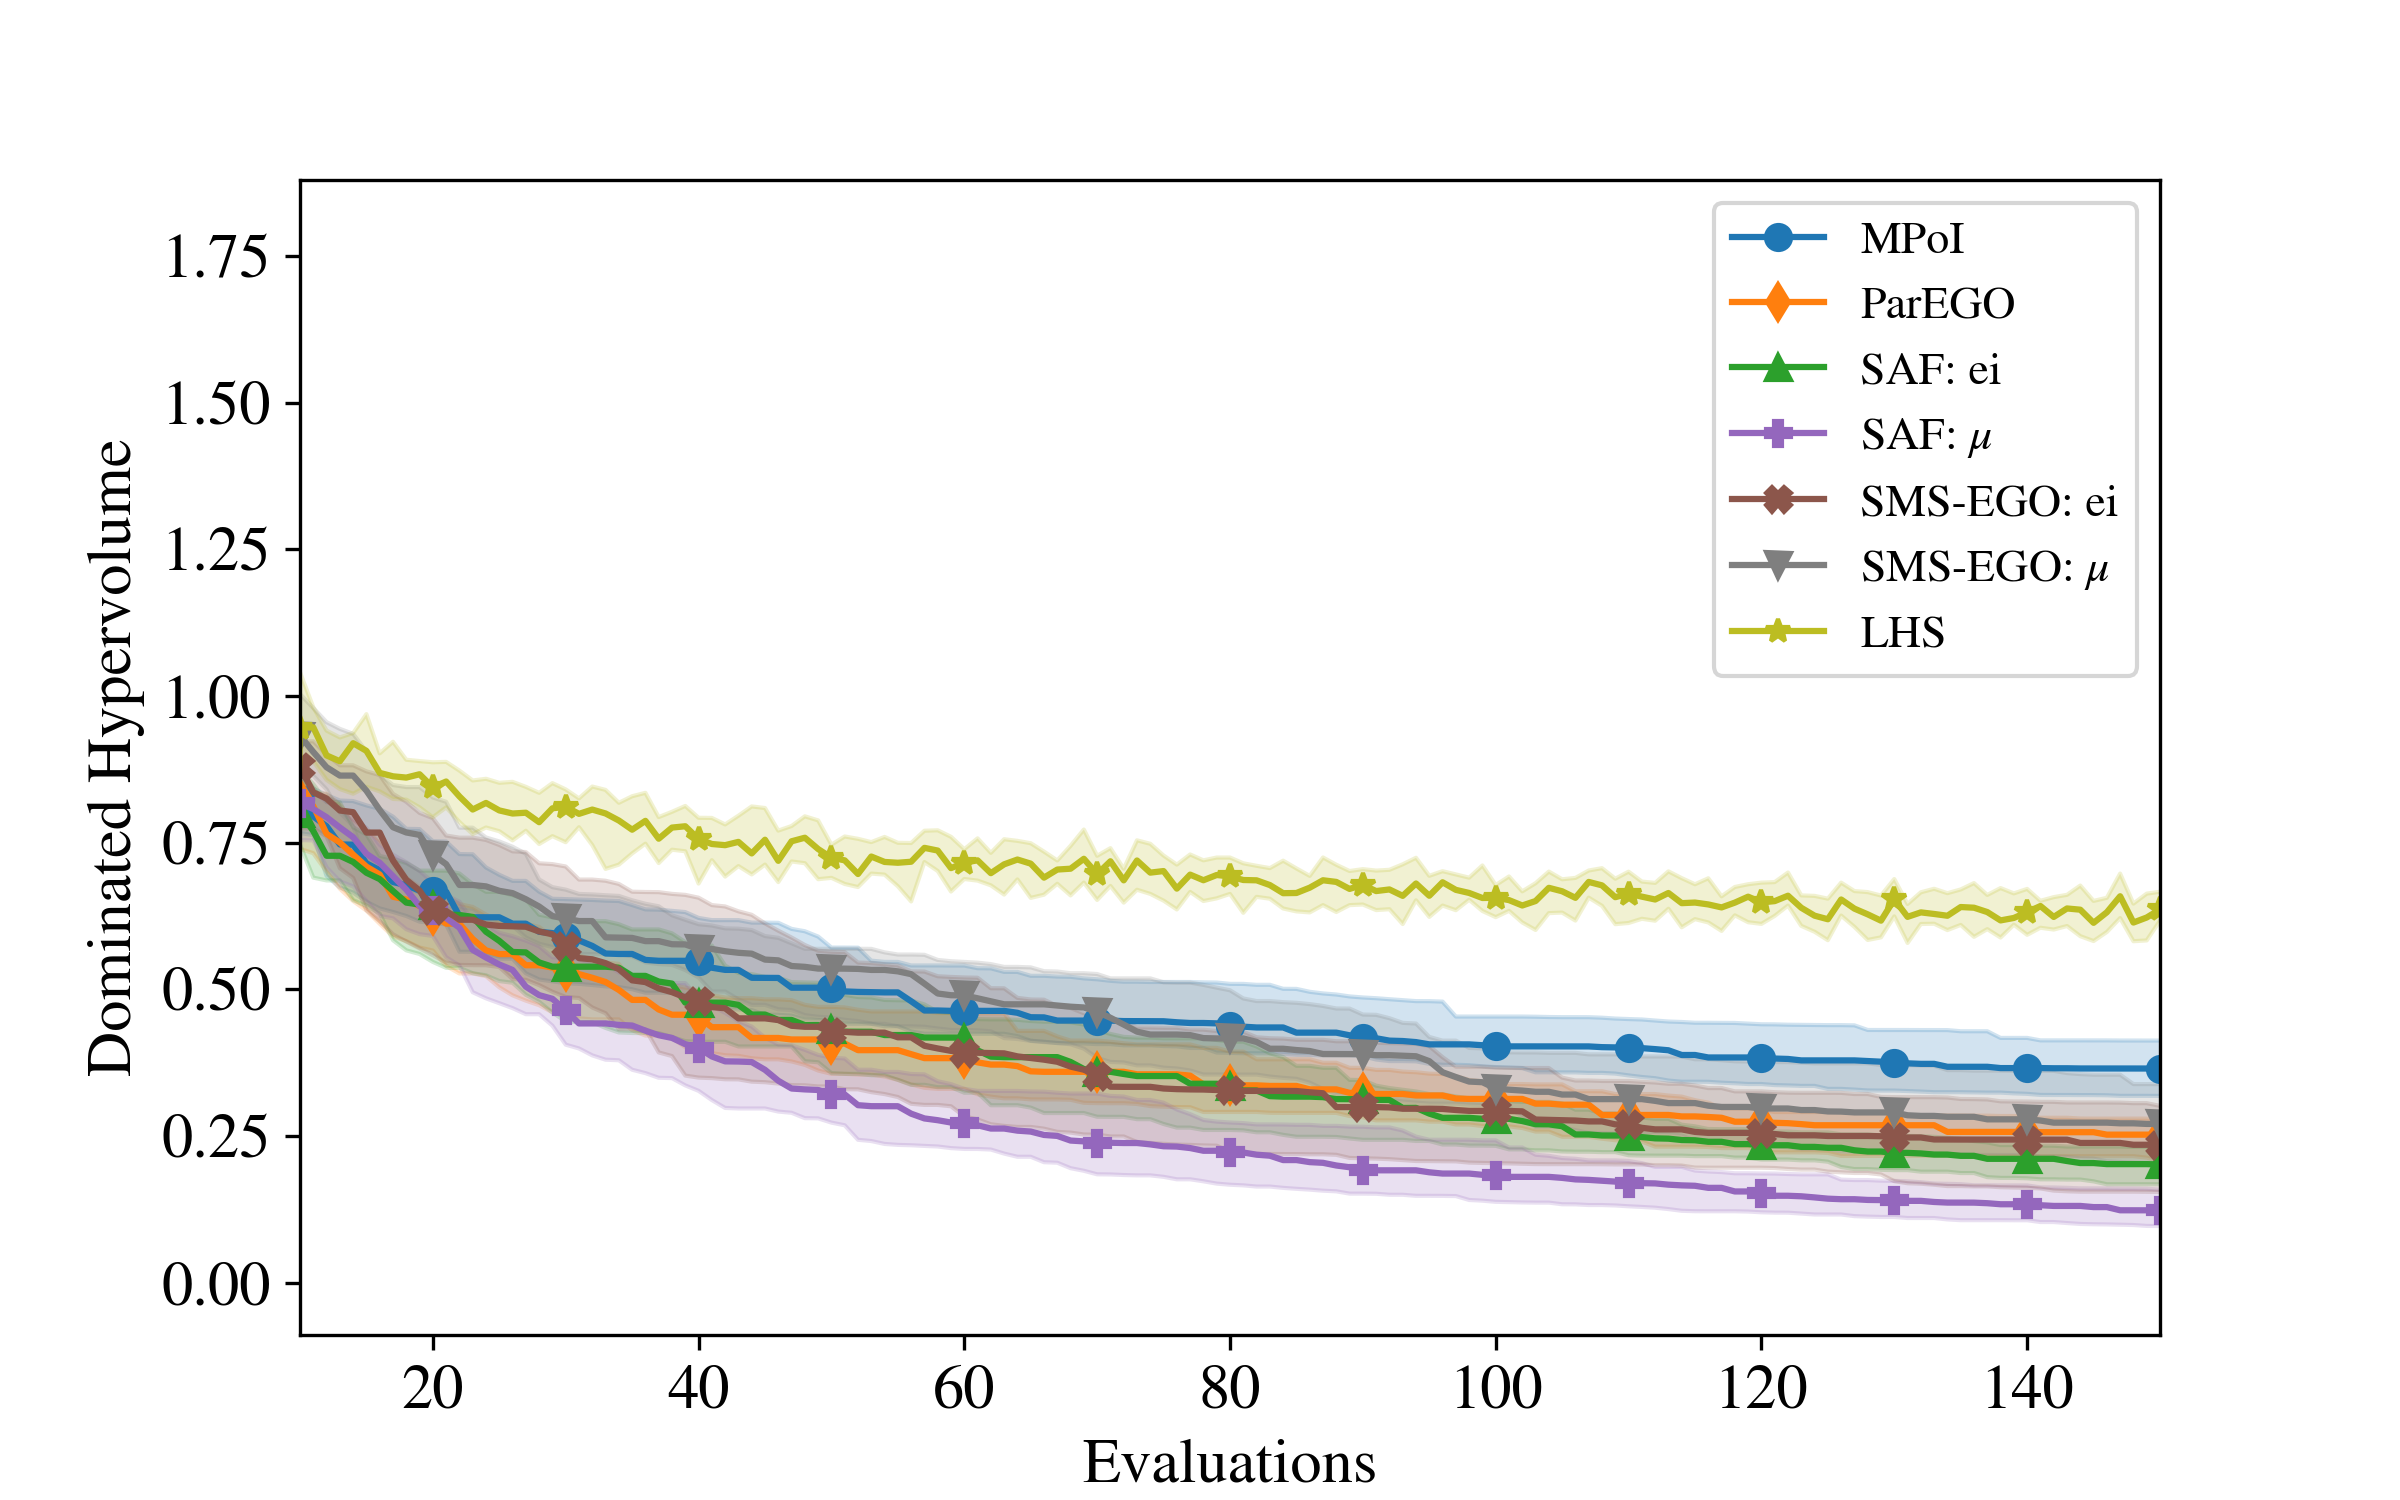 Dominated Hypervolume
1.75
1.50
1.25
1.00
0.75
0.50
0.25
0.00
MPoI
ParEGO
SAF: ei
SAF: μ
SMS-EGO: ei
SMS-EGO: μ
LHS
20 40 60 80 100 120 140
Evaluations